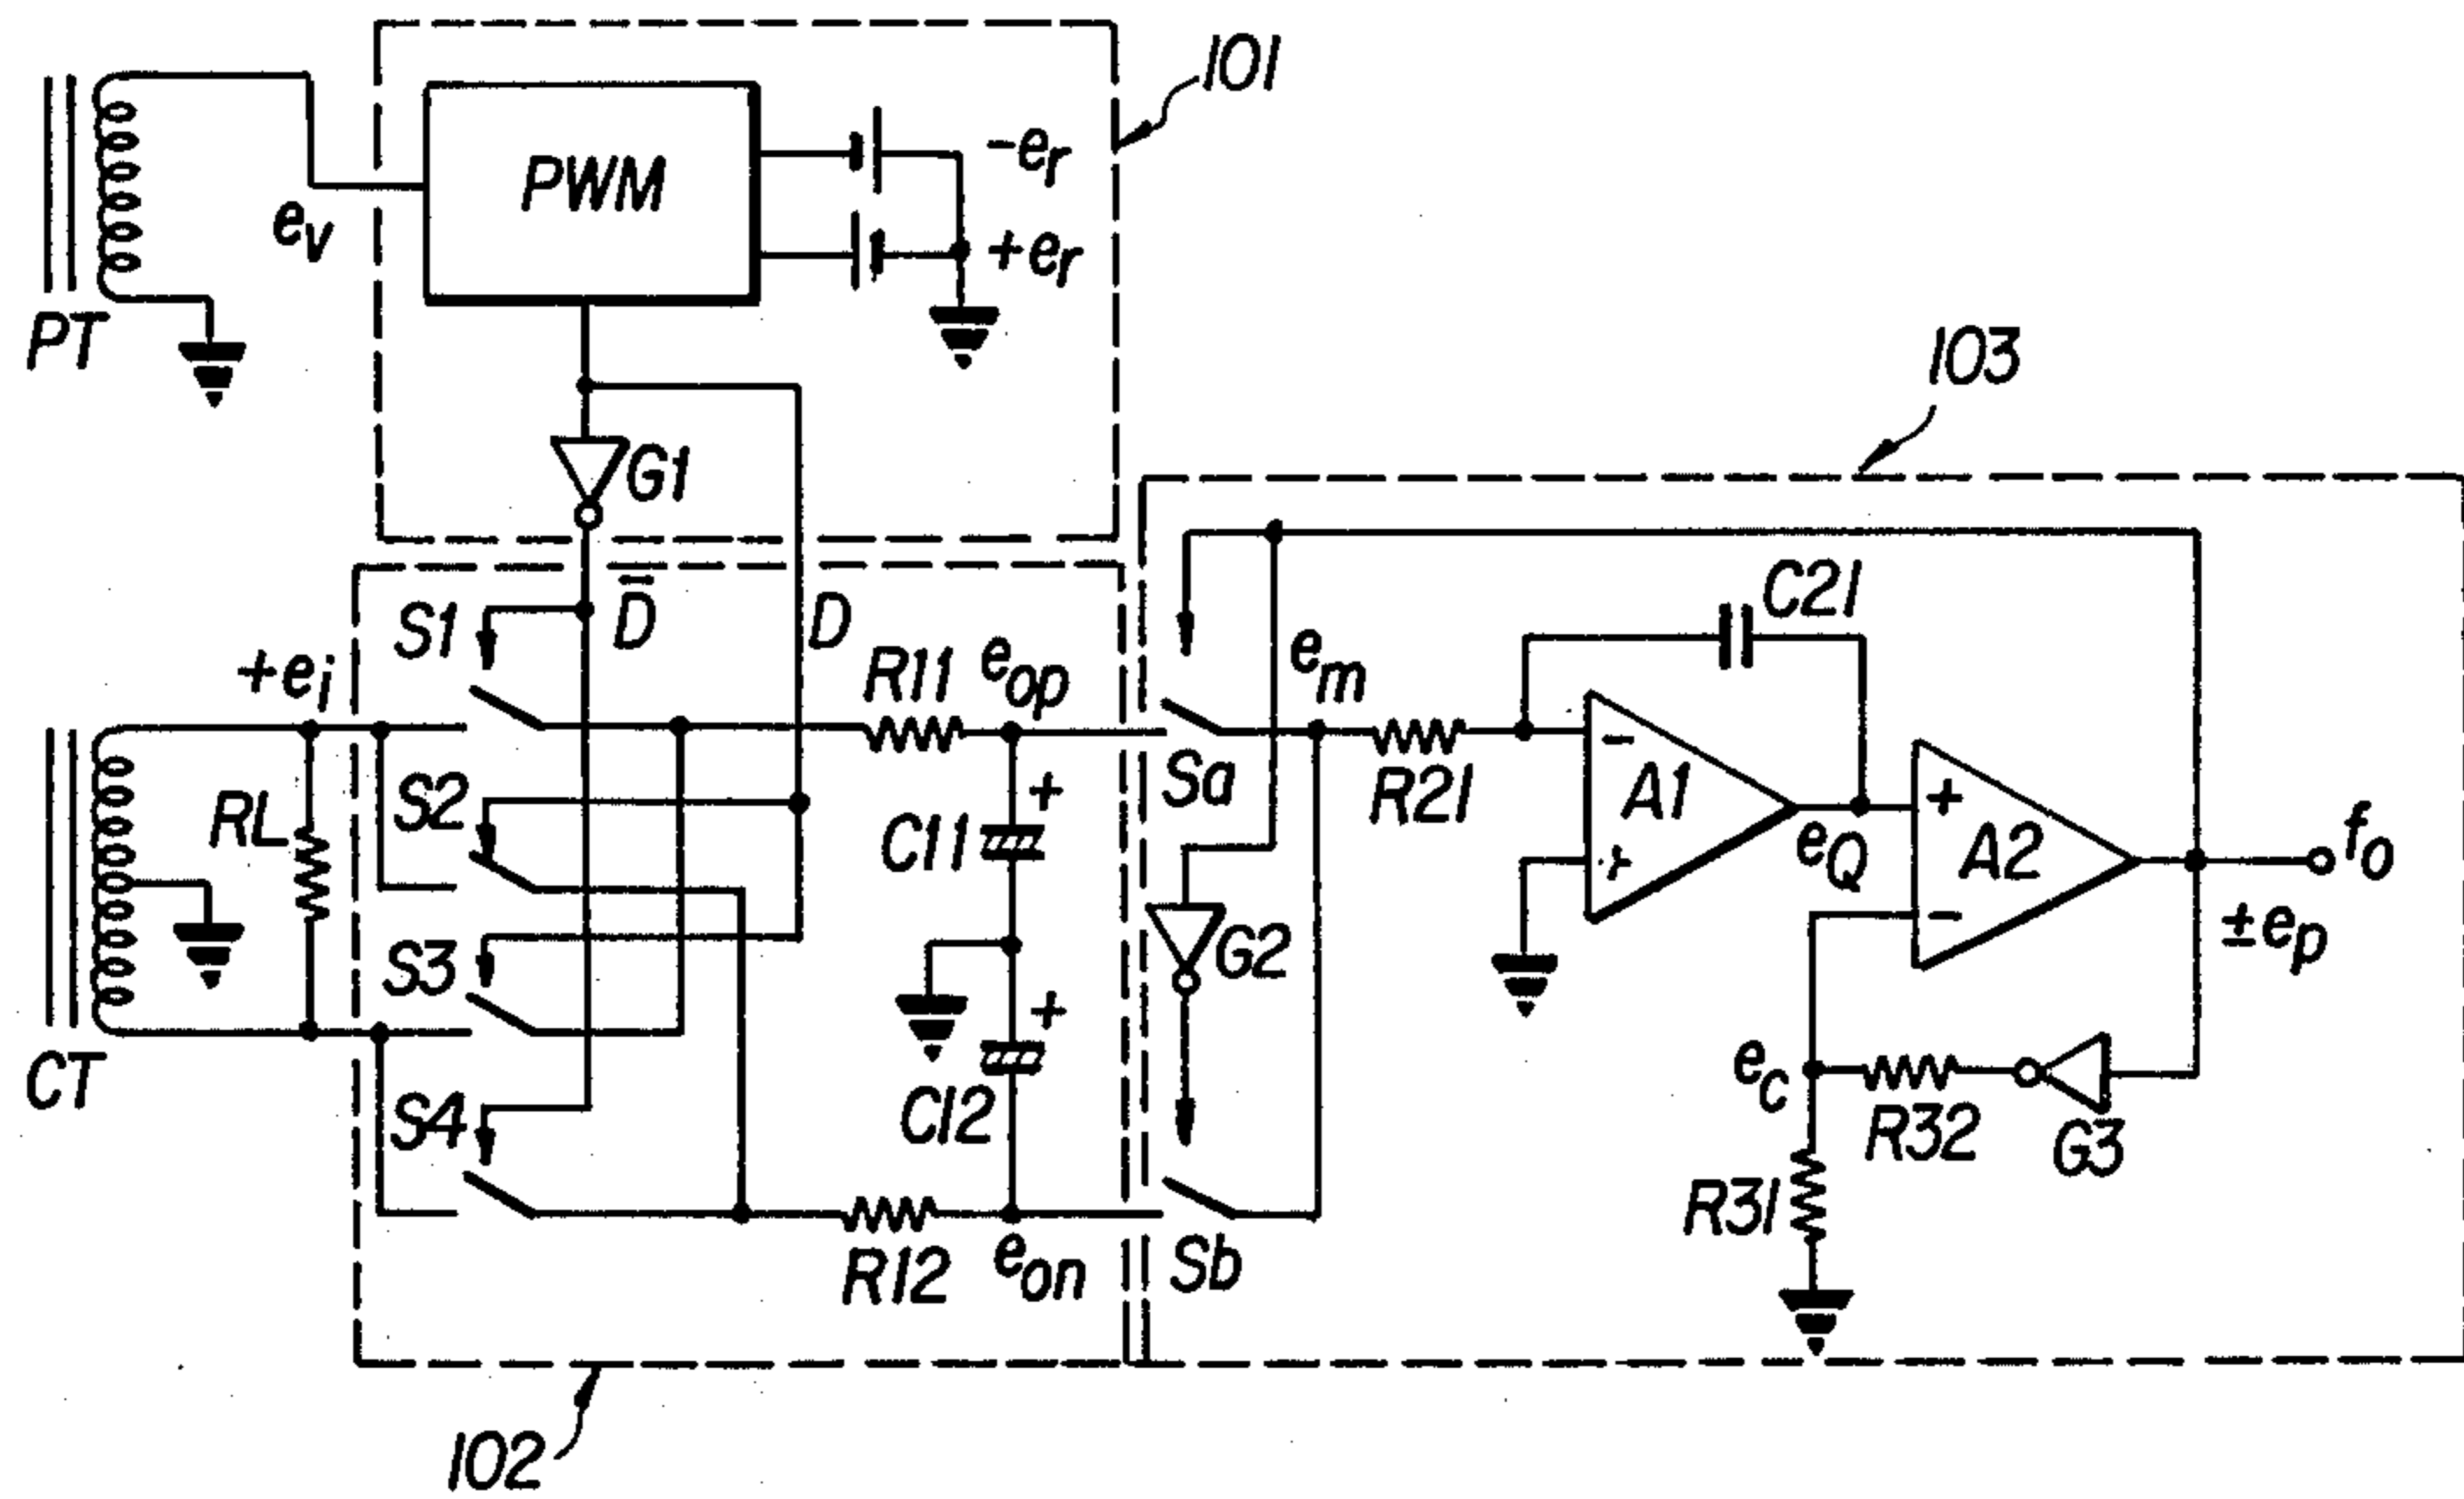 101
-er
PWM
ev
+er
PT
103
G1
C21
S1
D̄
D
em
+ei
R11
eop
S2
+
Sa
-
A1
RL
R21
+
fo
C11
eQ
A2
+
G2
-
±ep
S3
+
ec
CT
C12
R32
G3
S4
R31
R12
eon
Sb
102